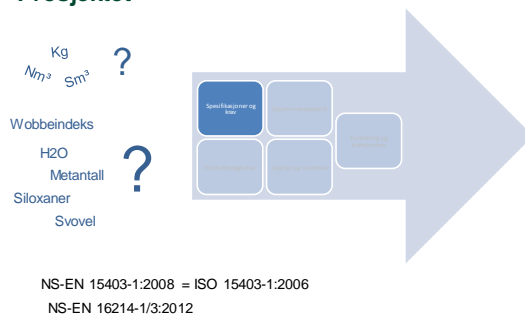 Kg
Nm³
Sm³
?
Wobbeindeks
H2O
Metantall
?
Siloxaner
Svovel
Spesifikasjoner og
krav
NS-EN 15403-1:2008 = ISO 15403-1:2006
NS-EN 16214-1/3:2012